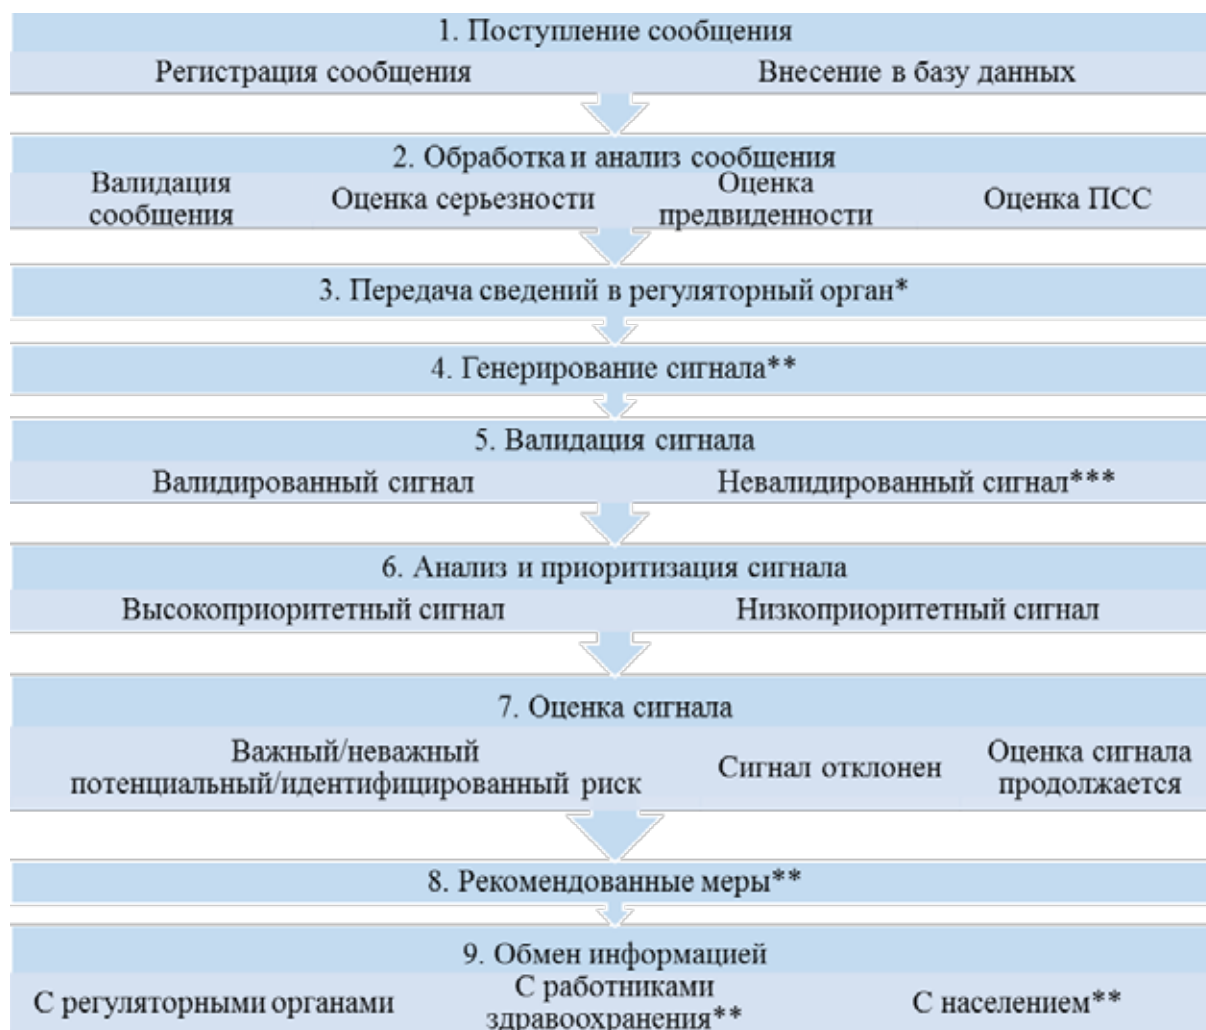 1. Поступление сообщения
Регистрация сообщения
Внесение в базу данных
2. Обработка и анализ сообщения
Валидация
сообщения
Оценка серьезности
Оценка
предвиденности
Оценка ПСС
3. Передача сведений в регуляторный орган*
4. Генерирование сигнала**
5. Валидация сигнала
Валидированный сигнал
Невалидированный сигнал***
6. Анализ и приоритизация сигнала
Высокоприоритетный сигнал
Низкоприоритетный сигнал
7. Оценка сигнала
Важный/неважный
потенциальный/идентифицированный риск
Сигнал отклонен
Оценка сигнала
продолжается
8. Рекомендованные меры**
9. Обмен информацией
С регуляторными органами
С работниками
здравоохранения**
С населением**